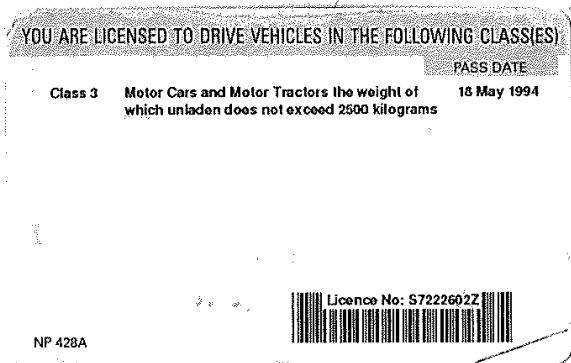 YOU ARE LICENSED TO DRIVE VEHICLES IN THE FOLLOWING CLASS(ES)
PASS DATE
Class 3 Motor Cars and Motor Tractors the weight of 18 May 1994
which unladen does not exceed 2500 kilograms
Licence No: S7222602Z
NP 428A